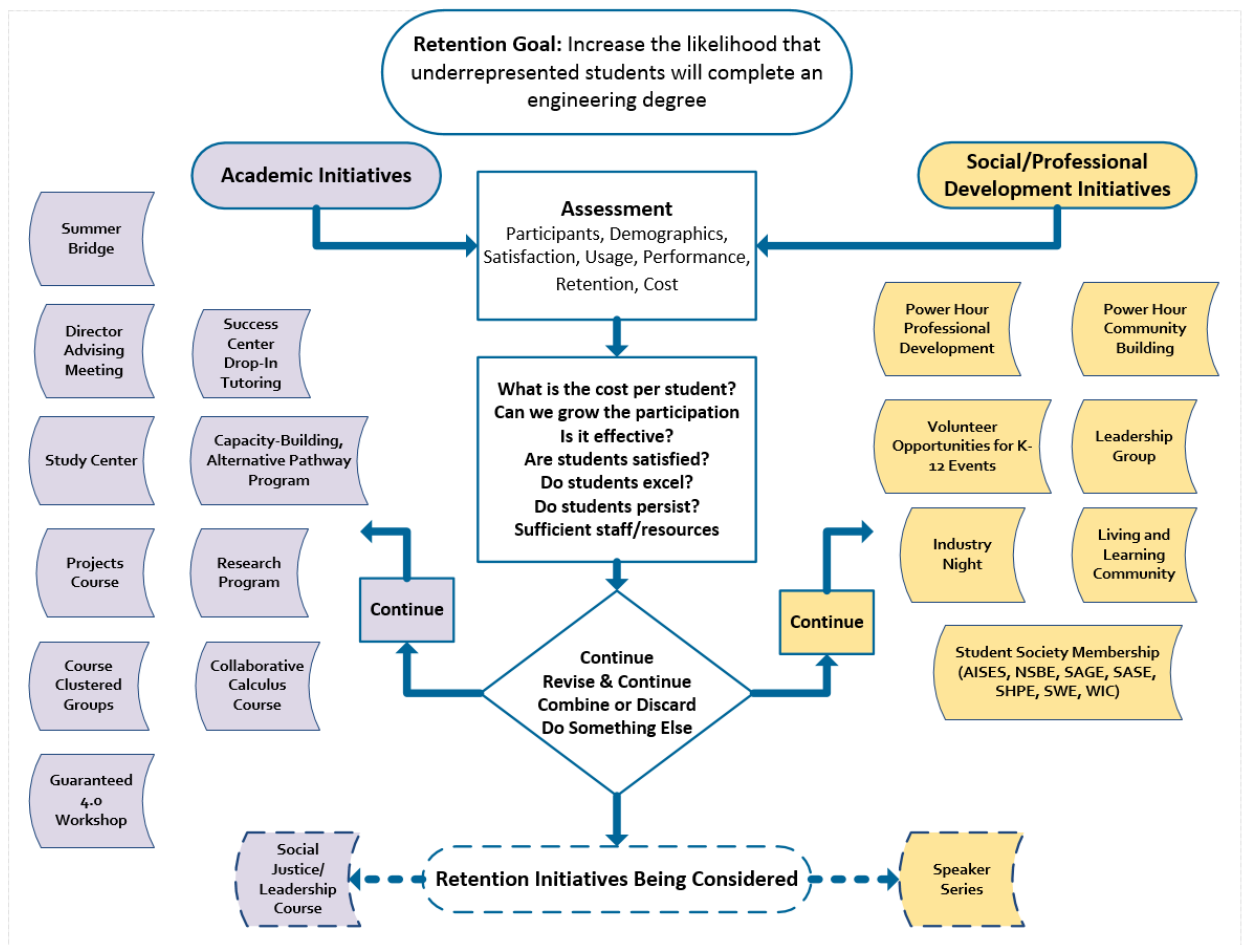 Retention Goal: Increase the likelihood that
underrepresented students will complete an
engineering degree
Academic Initiatives
Social/Professional
Development Initiatives
Assessment
Participants, Demographics,
Satisfaction, Usage, Performance,
Retention, Cost
Summer
Bridge
Director
Advising
Meeting
Success
Center
Drop-In
Tutoring
Study Center
Capacity-Building,
Alternative Pathway
Program
Projects
Course
Research
Program
Course
Clustered
Groups
Collaborative
Calculus
Course
Guaranteed
4.0
Workshop
What is the cost per student?
Can we grow the participation
Is it effective?
Are students satisfied?
Do students excel?
Do students persist?
Sufficient staff/resources
Power Hour
Professional
Development
Power Hour
Community
Building
Volunteer
Opportunities for K-
12 Events
Leadership
Group
Industry
Night
Living and
Learning
Community
Student Society Membership
(AISES, NSBE, SAGE, SASE,
SHPE, SWE, WIC)
Continue
Continue
Continue
Revise & Continue
Combine or Discard
Do Something Else
Social
Justice/
Leadership
Course
Retention Initiatives Being Considered
Speaker
Series